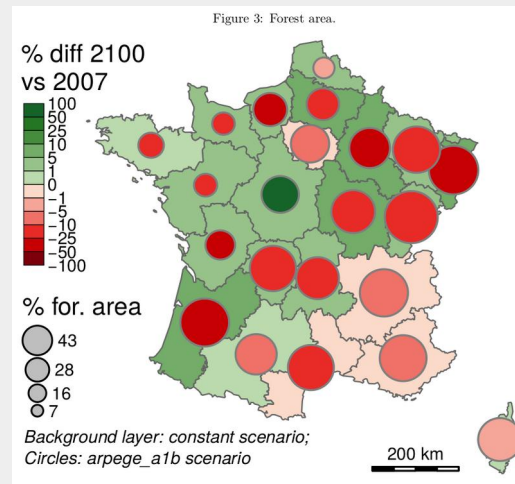 Figure 3: Forest area.
% diff 2100
vs 2007
100
50
25
10
5
1
-1
-5
-10
-25
-50
-100
% for. area
43
28
16
7
Background layer: constant scenario;
Circles: arpege_a1b scenario
200 km